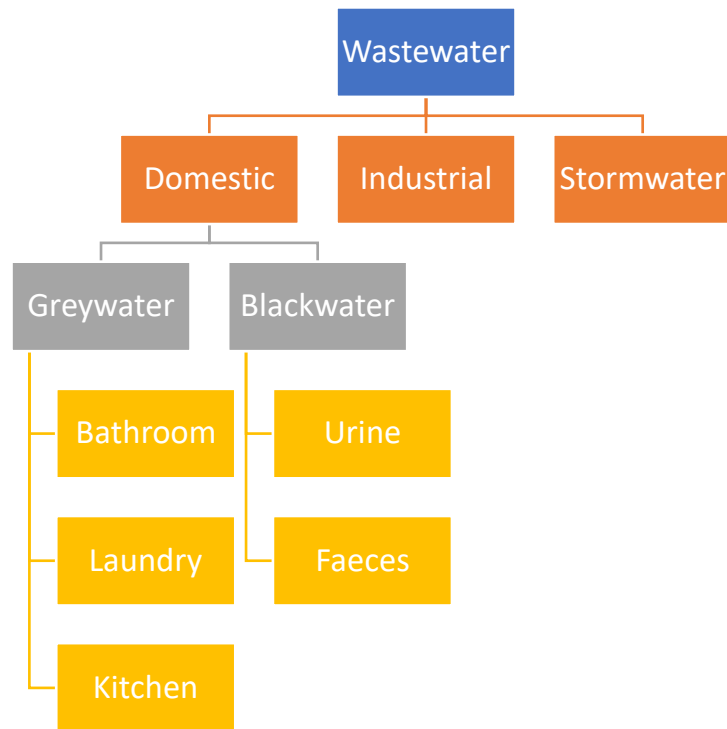 Wastewater
Domestic
Industrial
Stormwater
Greywater
Blackwater
Bathroom
Urine
Laundry
Faeces
Kitchen